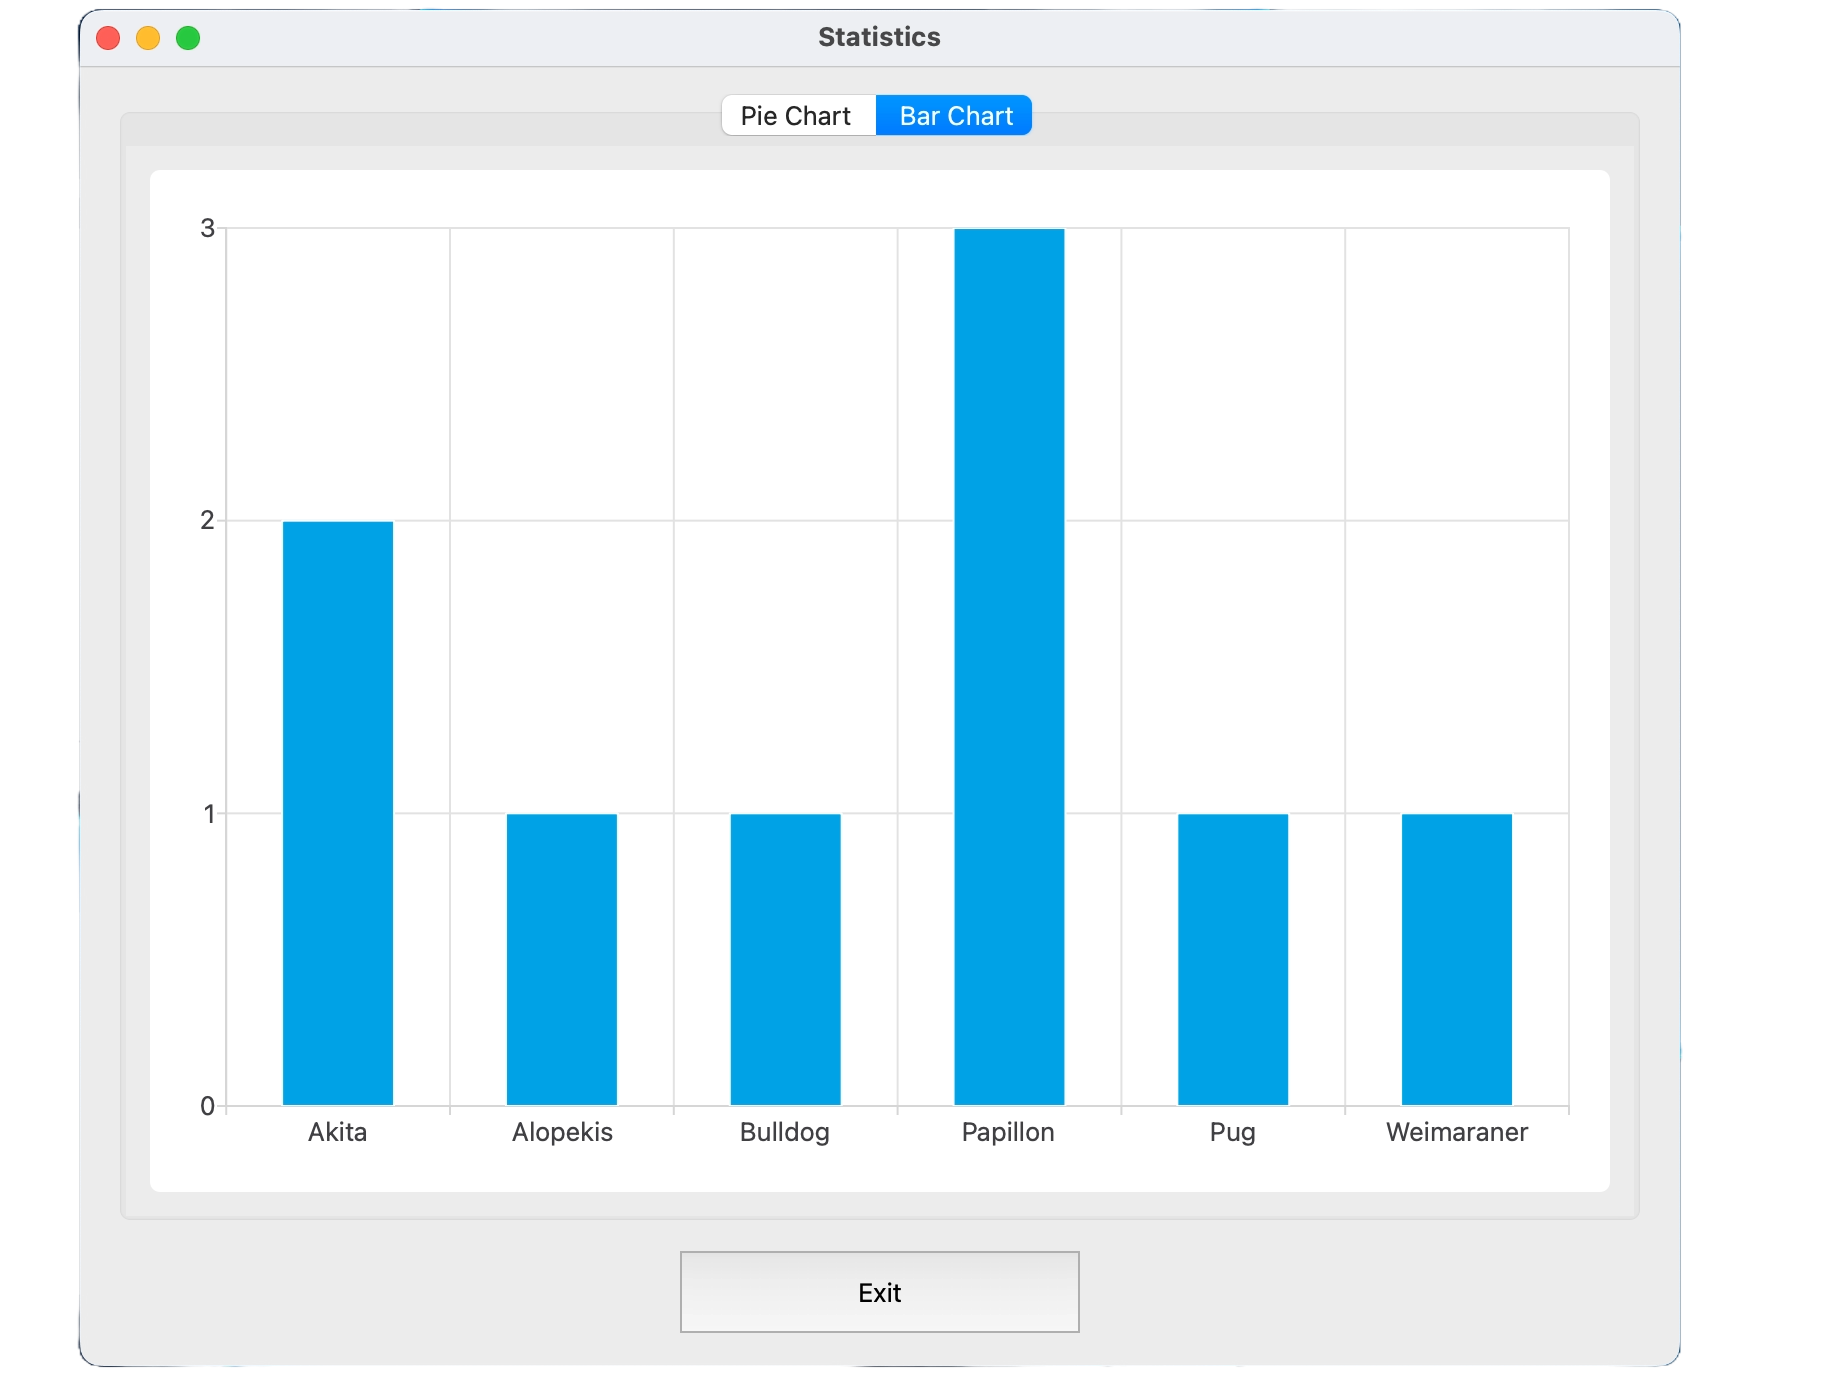 Statistics
Pie Chart Bar Chart
3
2
1
0
Akita Alopekis Bulldog Papillon Pug Weimaraner
Exit